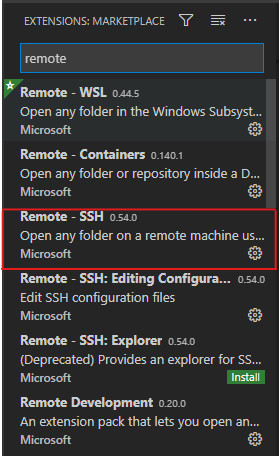 EXTENSIONS: MARKETPLACE
remote
Remote - WSL 0.44.5
Open any folder in the Windows Subsyst...
Microsoft
Remote - Containers 0.140.1
Open any folder or repository inside a D...
Microsoft
Remote - SSH 0.54.0
Open any folder on a remote machine us...
Microsoft
Remote - SSH: Editing Configura... 0.54.0
Edit SSH configuration files
Microsoft
Remote - SSH: Explorer 0.54.0
(Deprecated) Provides an explorer for SS...
Microsoft Install
Remote Development 0.20.0
An extension pack that lets you open an...
Microsoft